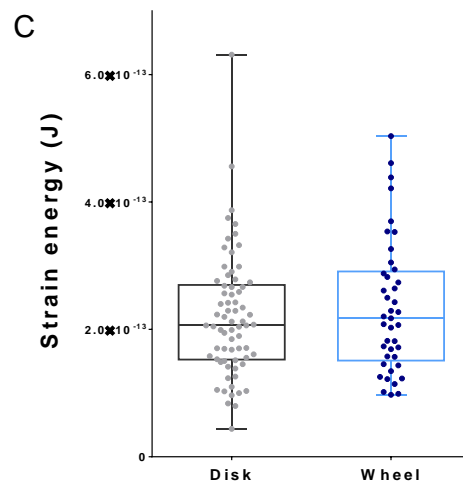 C
Strain energy (J)
6.0✖10⁻¹³
4.0✖10⁻¹³
2.0✖10⁻¹³
0
Disk
Wheel